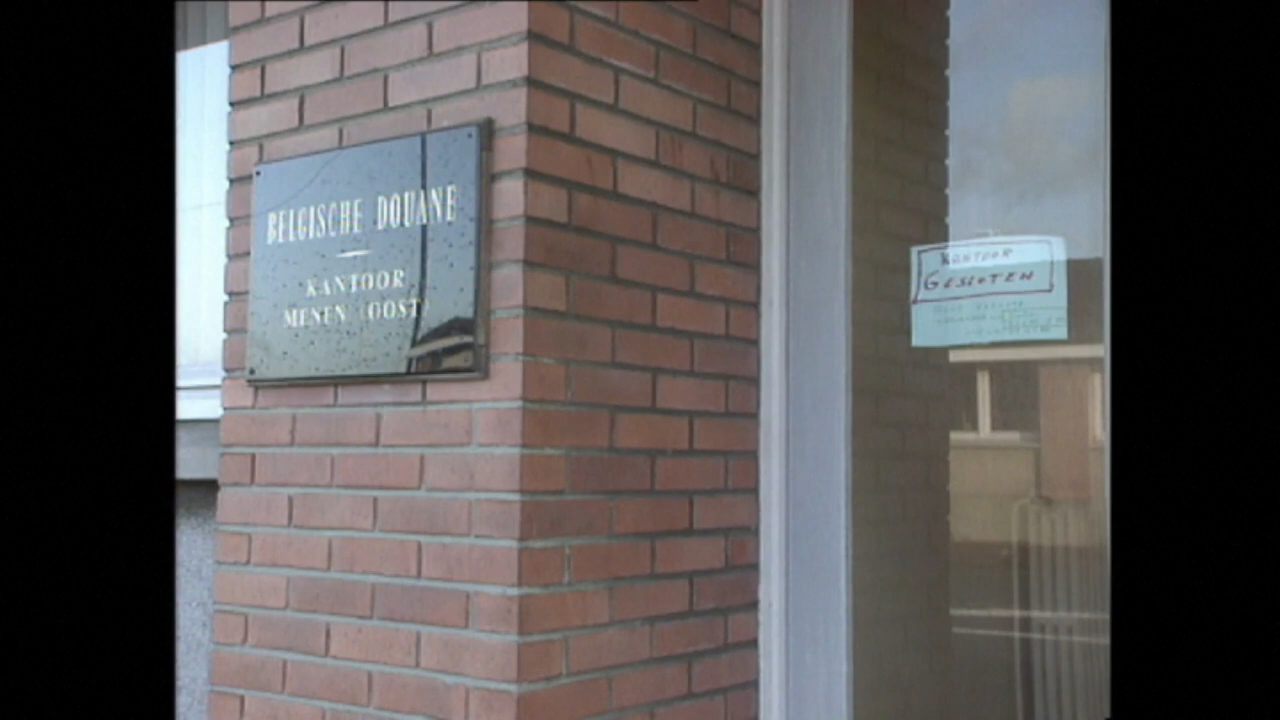 BELGISCHE DOUANE
KANTOOR
MENEN (OOST)
KANTOOR
GESLOTEN